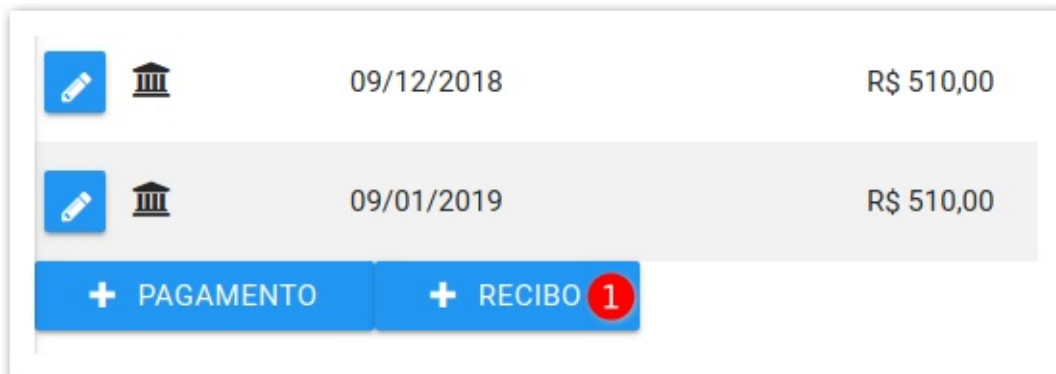 09/12/2018 R$ 510,00
09/01/2019 R$ 510,00
+ PAGAMENTO + RECIBO 1